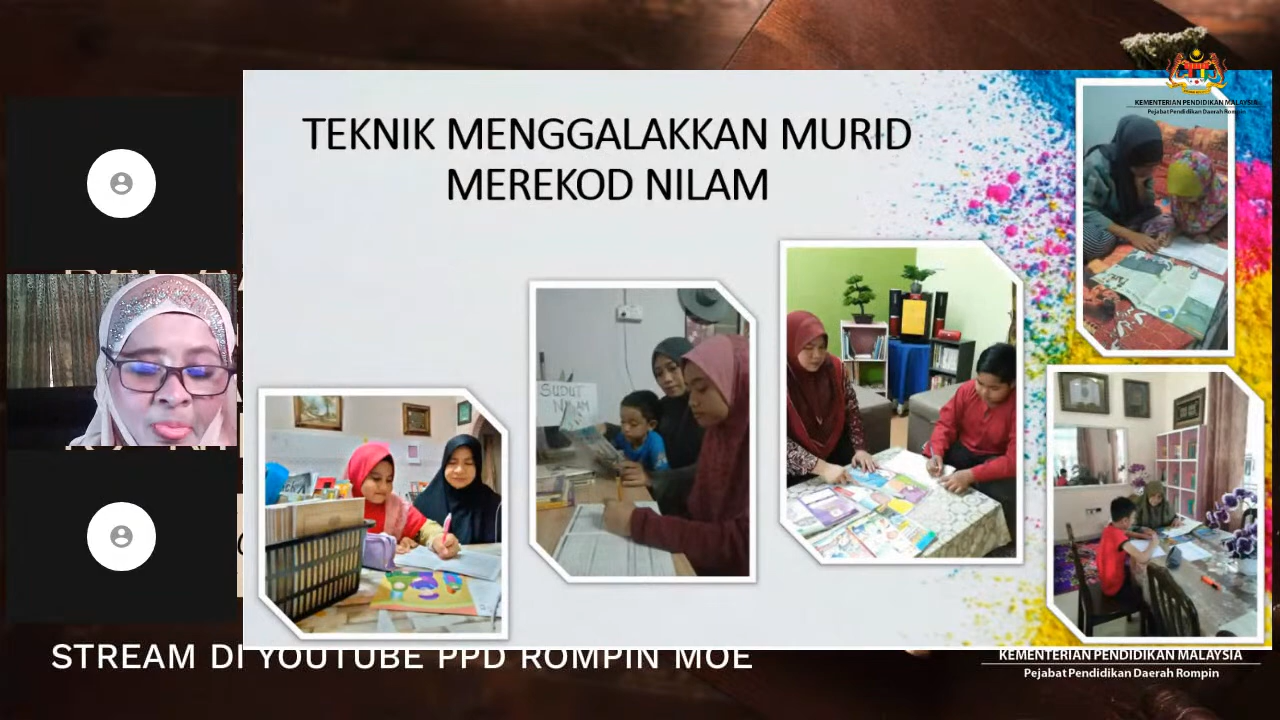 KEMENTERIAN PENDIDIKAN MALAYSIA
Pejabat Pendidikan Daerah Rompin
TEKNIK MENGGALAKKAN MURID
MEREKOD NILAM
SUDUT
NILAM
STREAM DI YOUTUBE PPD ROMPIN MOE
KEMENTERIAN PENDIDIKAN MALAYSIA
Pejabat Pendidikan Daerah Rompin